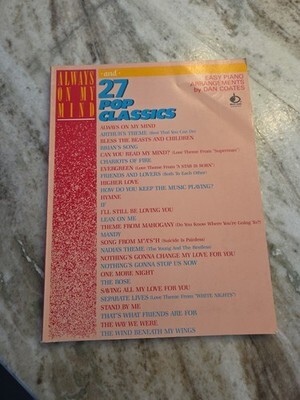 ALWAYS
ON MY
MIND
-and-
27
POP
CLASSICS
EASY PIANO
ARRANGEMENTS
BY DAN COATES
ALWAYS ON MY MIND
ARTHUR'S THEME (Best That You Can Do)
BLESS THE BEASTS AND CHILDREN
BRIAN'S SONG
CAN YOU READ MY MIND? (Love Theme From "Superman")
CHARIOTS OF FIRE
EVERGREEN (Love Theme From "A STAR IS BORN")
FRIENDS AND LOVERS (Both To Each Other)
HIGHER LOVE
HOW DO YOU KEEP THE MUSIC PLAYING?
HYMNE
IF
I'LL STILL BE LOVING YOU
LEAN ON ME
THEME FROM MAHOGANY (Do You Know Where You're Going To?)
MANDY
SONG FROM M*A*S*H (Suicide Is Painless)
NADIA'S THEME (The Young And The Restless)
NOTHING'S GONNA CHANGE MY LOVE FOR YOU
NOTHING'S GONNA STOP US NOW
ONE MORE NIGHT
THE ROSE
SAVING ALL MY LOVE FOR YOU
SEPARATE LIVES (Love Theme From "WHITE NIGHTS")
STAND BY ME
THAT'S WHAT FRIENDS ARE FOR
THE WAY WE WERE
THE WIND BENEATH MY WINGS